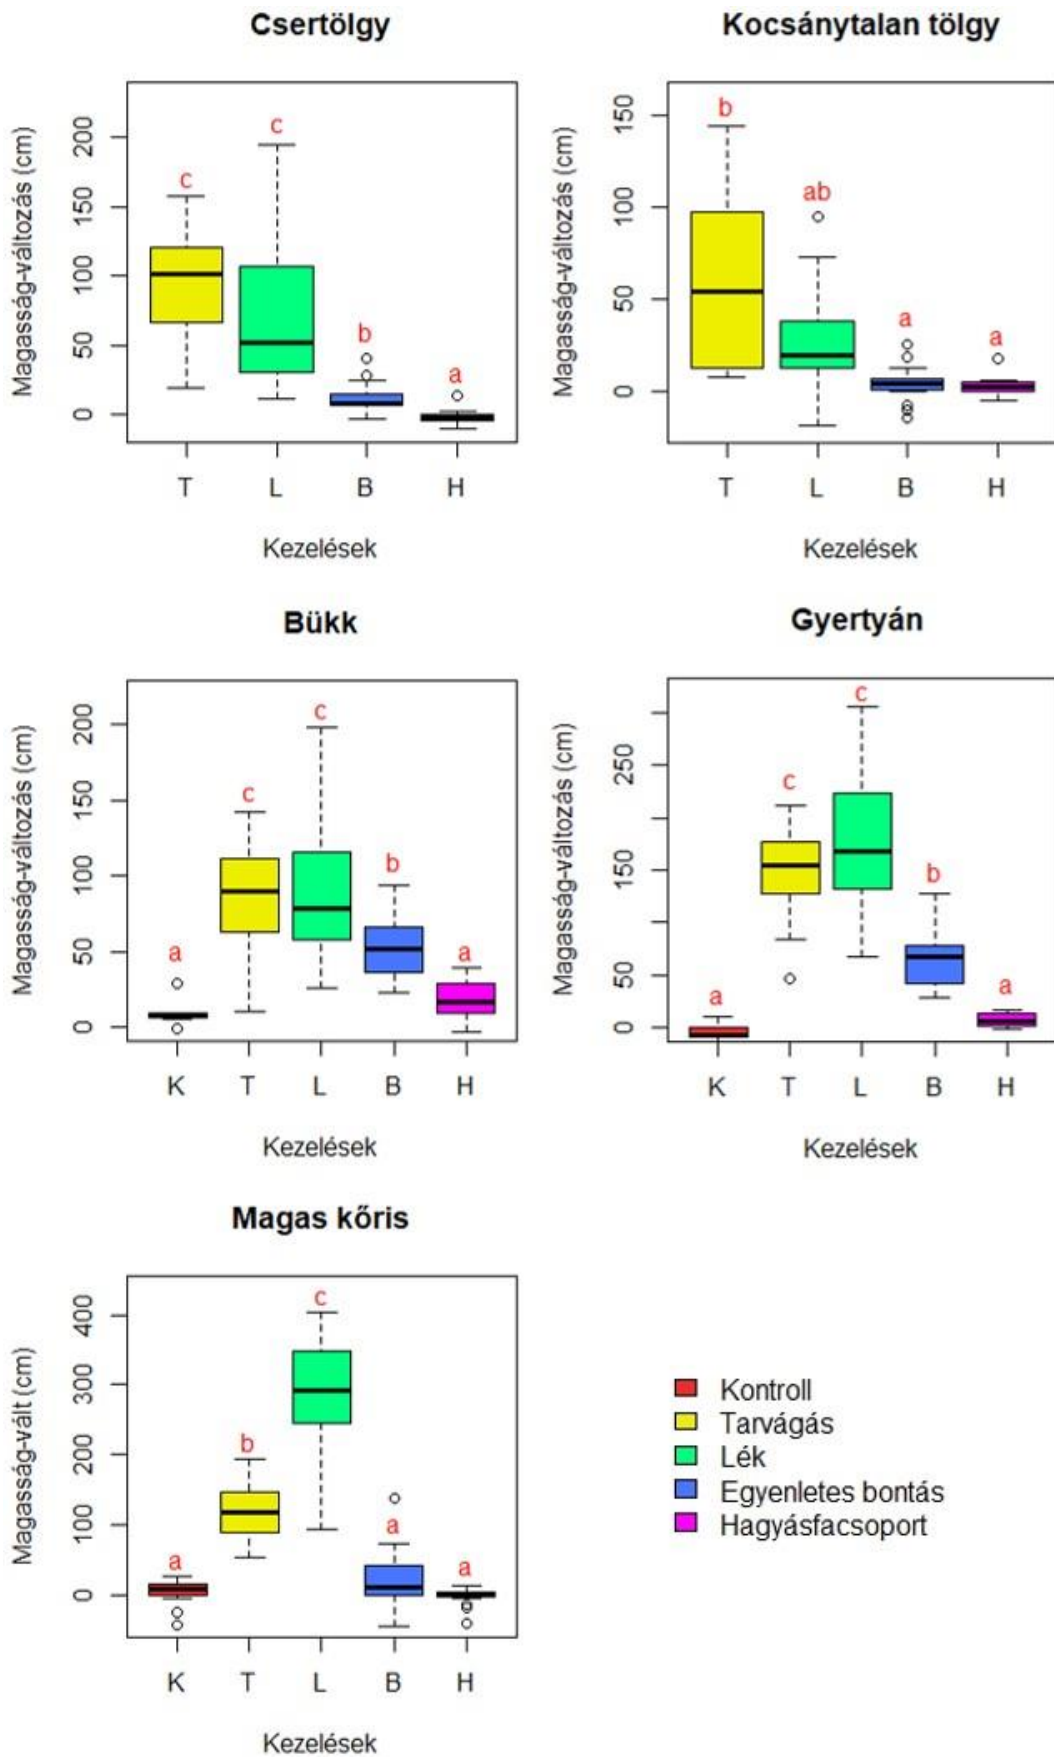 Csertölgy
Magasság-változás (cm)
200
150
100
50
0
c
c
b
a
T L B H
Kezelések
Kocsánytalan tölgy
Magasság-változás (cm)
150
100
50
0
b
ab
a
a
T L B H
Kezelések
Bükk
Magasság-változás (cm)
200
150
100
50
0
a
c
c
b
a
K T L B H
Kezelések
Gyertyán
Magasság-változás (cm)
250
150
50
0
a
c
c
b
a
K T L B H
Kezelések
Magas kőris
Magasság-vált (cm)
400
300
200
100
0
a
b
c
a
a
K T L B H
Kezelések
Kontroll
Tarvágás
Lék
Egyenletes bontás
Hagyásfacsoport